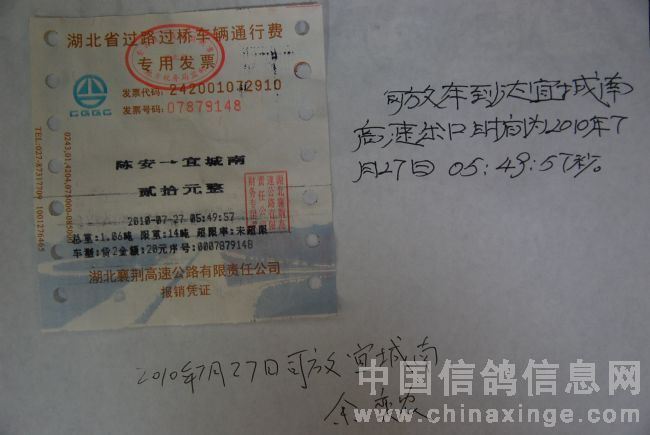 湖北省过路过桥车辆通行费
专用发票
发票代码: 242001072910
发票号码: 07879148
CGGC
TEL:027-87317709 1001276465
陈安→宜城南
贰拾元整
2010-07-27 05:49:57
总重:1.06吨 限重:14吨 超限率:未超限
车型:货2金额:20元序号:0007879148
湖北襄荆高速公路有限责任公司
报销凭证
司放车到达宜城南
高速出口时间为2010年7
月27日 05:49:57秒。
2010年7月27日司放宜城南
余
中国信鸽信息网
www.chinaxinge.com